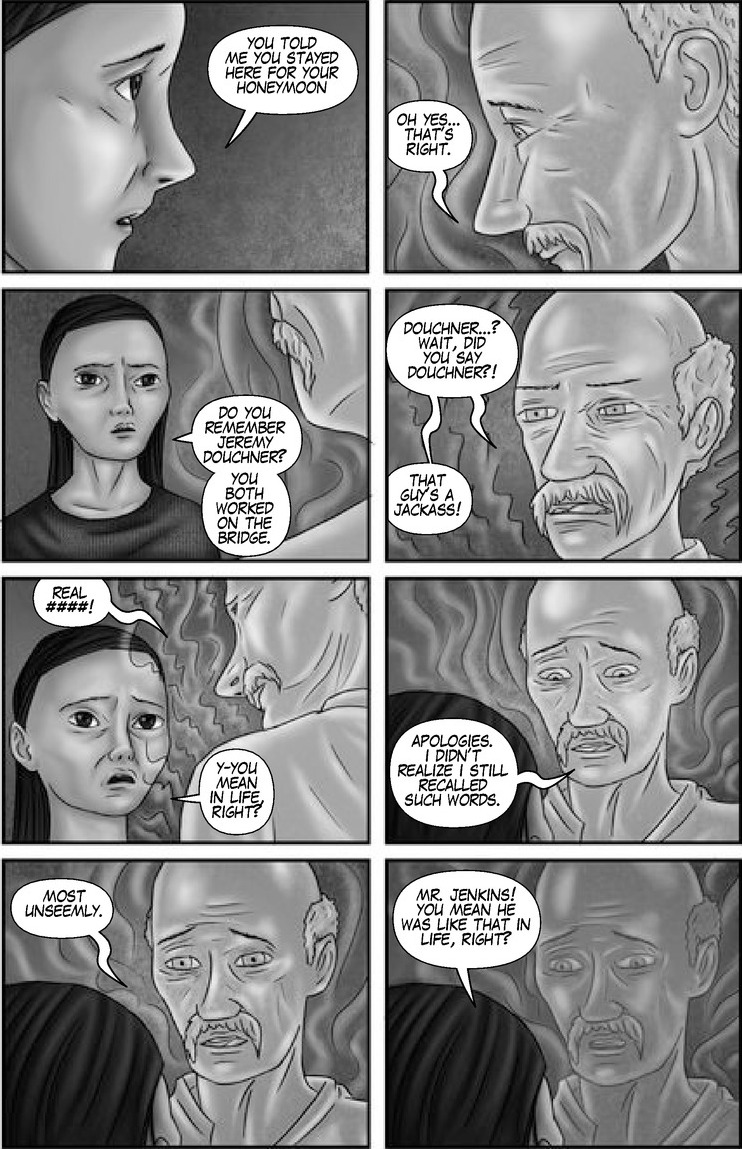 YOU TOLD
ME YOU STAYED
HERE FOR YOUR
HONEYMOON
OH YES...
THAT'S
RIGHT.
DO YOU
REMEMBER
JEREMY
DOUCHNER?
YOU
BOTH
WORKED
ON THE
BRIDGE.
DOUCHNER...?
WAIT, DID
YOU SAY
DOUCHNER?!
THAT
GUY'S A
JACKASS!
REAL
####!
Y-YOU
MEAN
IN LIFE,
RIGHT?
APOLOGIES.
I DIDN'T
REALIZE I STILL
RECALLED
SUCH WORDS.
MOST
UNSEEMLY.
MR. JENKINS!
YOU MEAN HE
WAS LIKE THAT IN
LIFE, RIGHT?